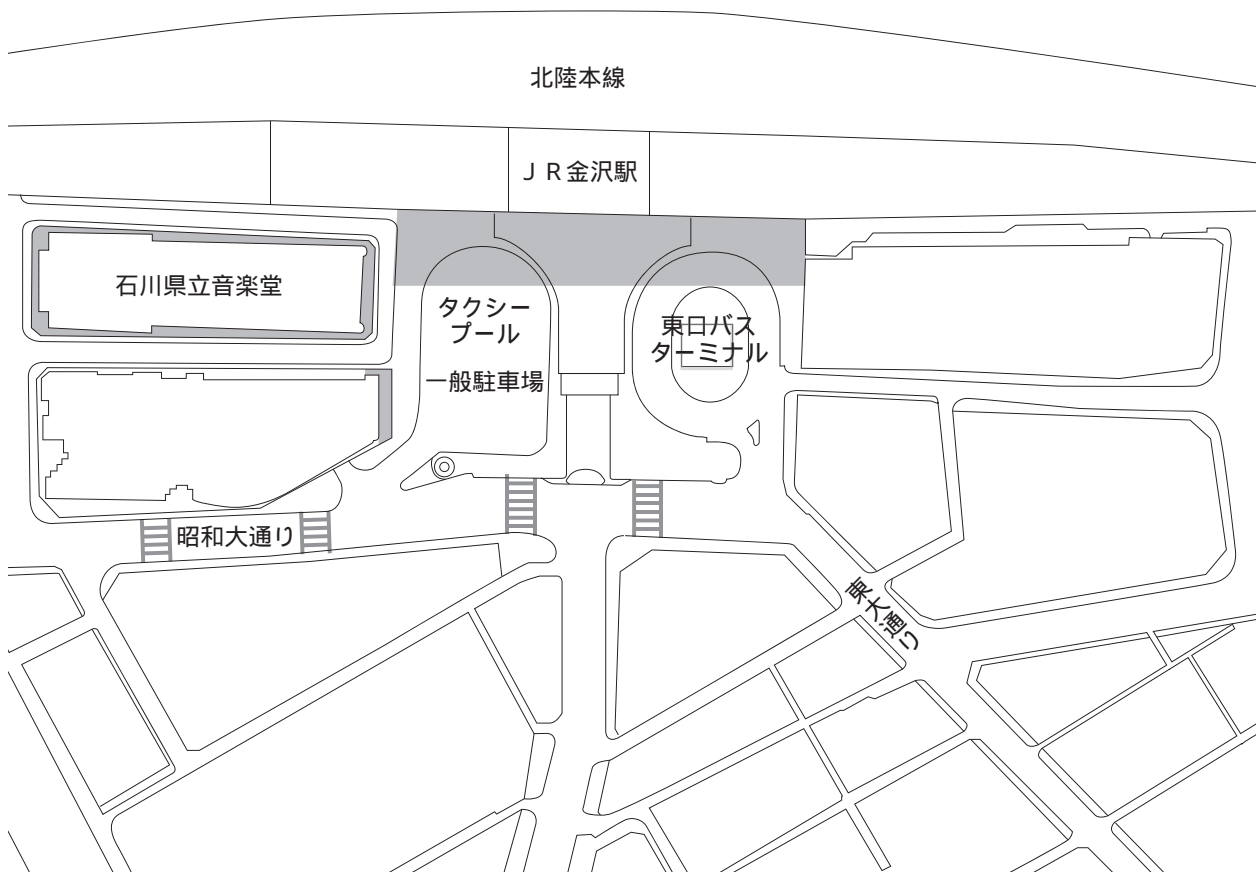 北陸本線
JR金沢駅
石川県立音楽堂
タクシー
プール
一般駐車場
東口バス
ターミナル
昭和大通り
東大通り